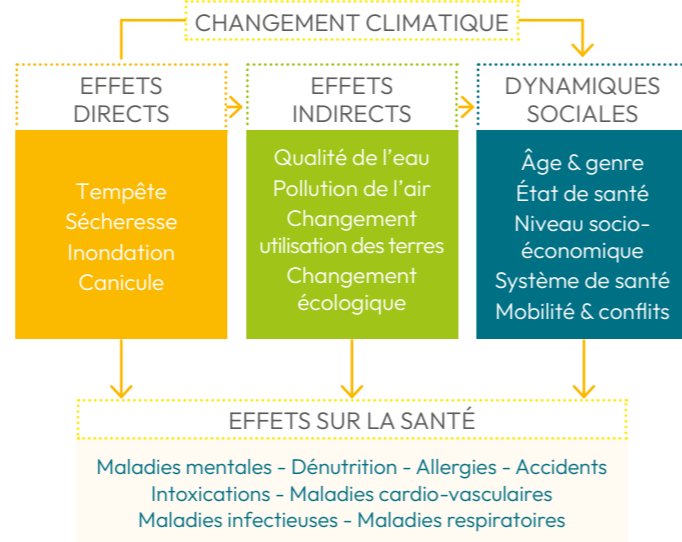 CHANGEMENT CLIMATIQUE
EFFETS
DIRECTS
Tempête
Sécheresse
Inondation
Canicule
EFFETS
INDIRECTS
Qualité de l'eau
Pollution de l'air
Changement
utilisation des terres
Changement
écologique
DYNAMIQUES
SOCIALES
Âge & genre
État de santé
Niveau socio-
économique
Système de santé
Mobilité & conflits
EFFETS SUR LA SANTÉ
Maladies mentales - Dénutrition - Allergies - Accidents
Intoxications - Maladies cardio-vasculaires
Maladies infectieuses - Maladies respiratoires